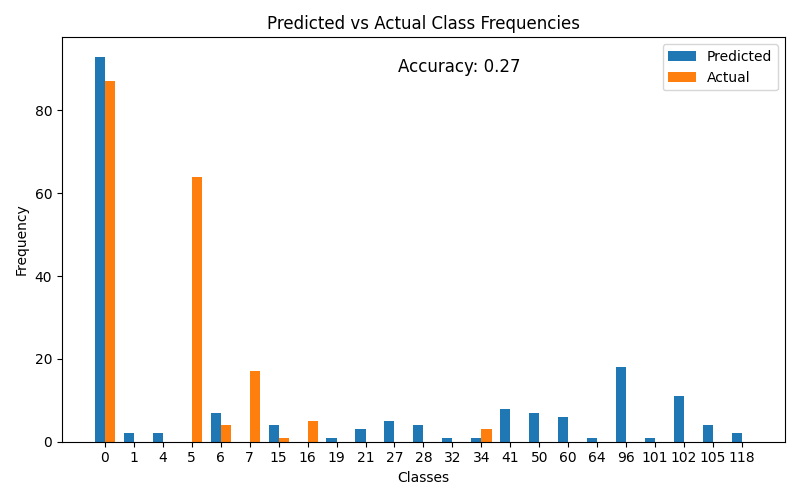 Predicted vs Actual Class Frequencies
Accuracy: 0.27
Predicted
Actual
Frequency
80
60
40
20
0
0 1 4 5 6 7 15 16 19 21 27 28 32 34 41 50 60 64 96 101 102 105 118
Classes